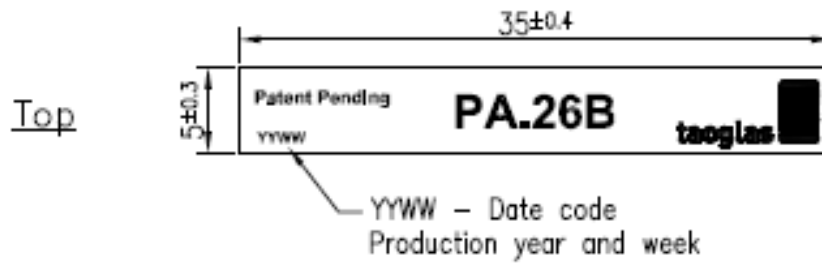 35±0.4
Top
5±0.3
Patent Pending
YYWW
PA.26B
taoglas
YYWW – Date code
Production year and week